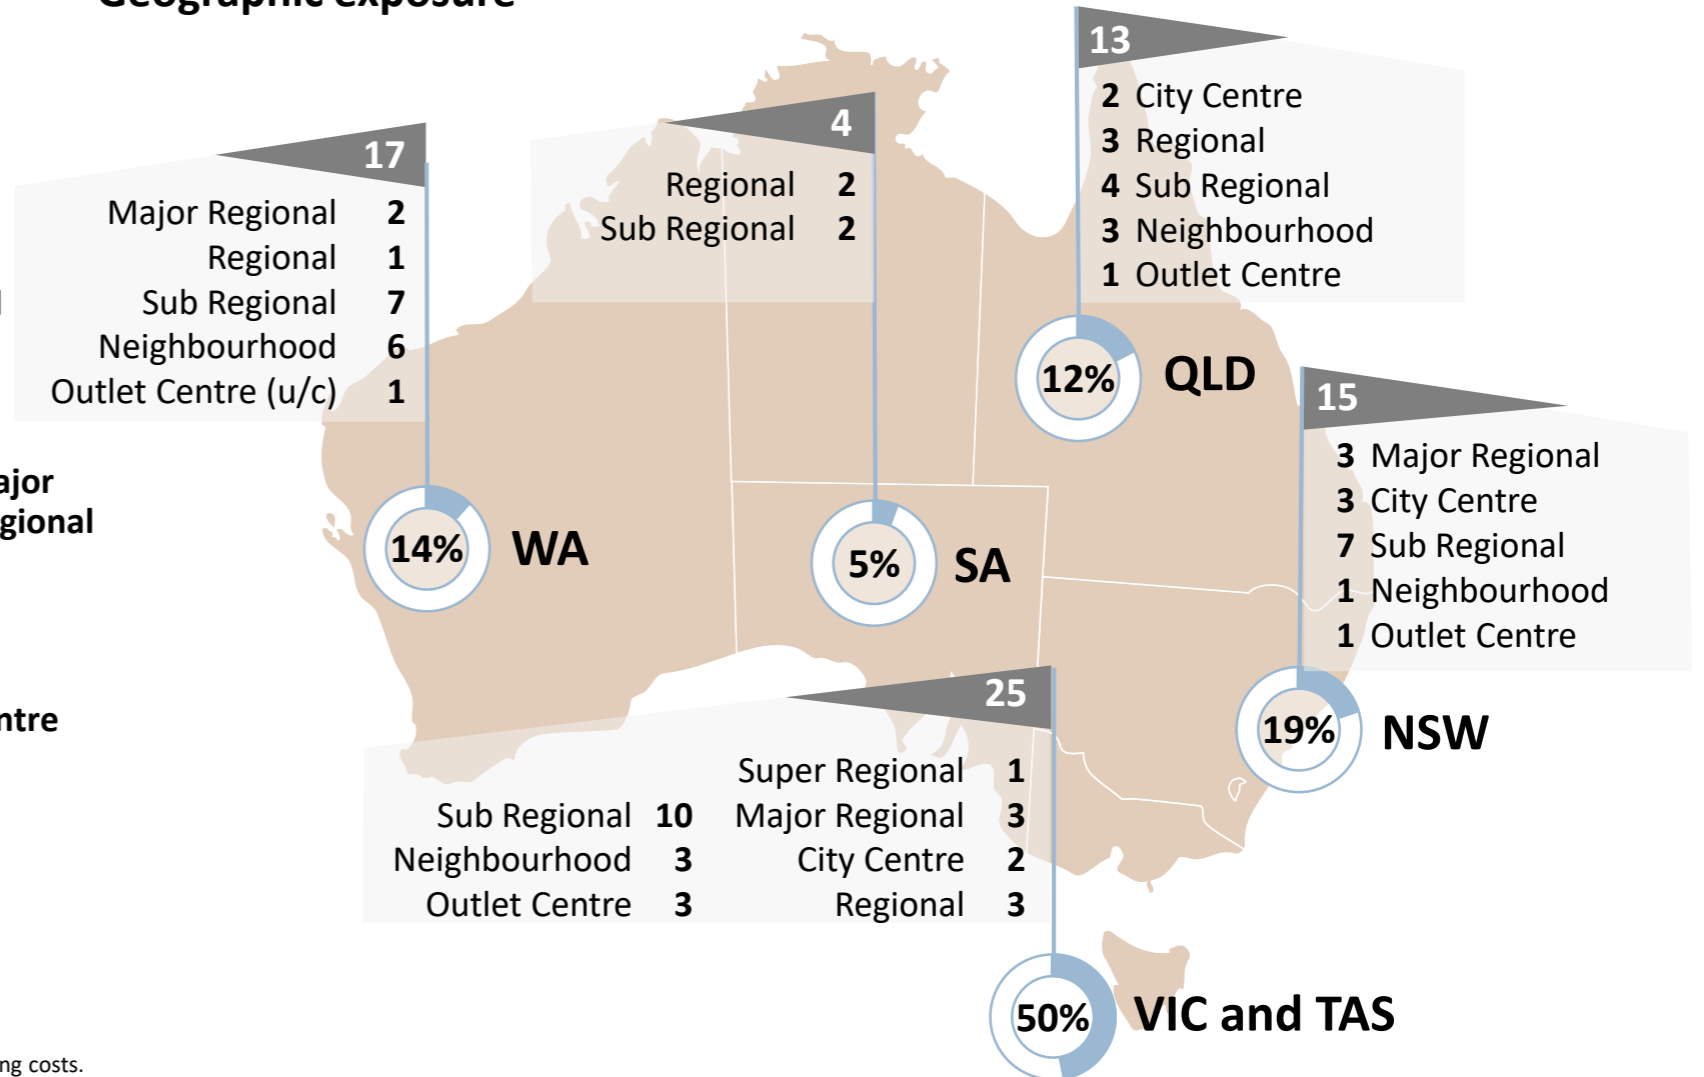 Geographic exposure
13
2 City Centre
3 Regional
4 Sub Regional
3 Neighbourhood
1 Outlet Centre
12% QLD
4
Regional 2
Sub Regional 2
5% SA
17
Major Regional 2
Regional 1
Sub Regional 7
Neighbourhood 6
Outlet Centre (u/c) 1
14% WA
15
3 Major Regional
3 City Centre
7 Sub Regional
1 Neighbourhood
1 Outlet Centre
19% NSW
25
Super Regional 1
Sub Regional 10 Major Regional 3
Neighbourhood 3 City Centre 2
Outlet Centre 3 Regional 3
50% VIC and TAS
ajor
gional
ntre
ng costs.